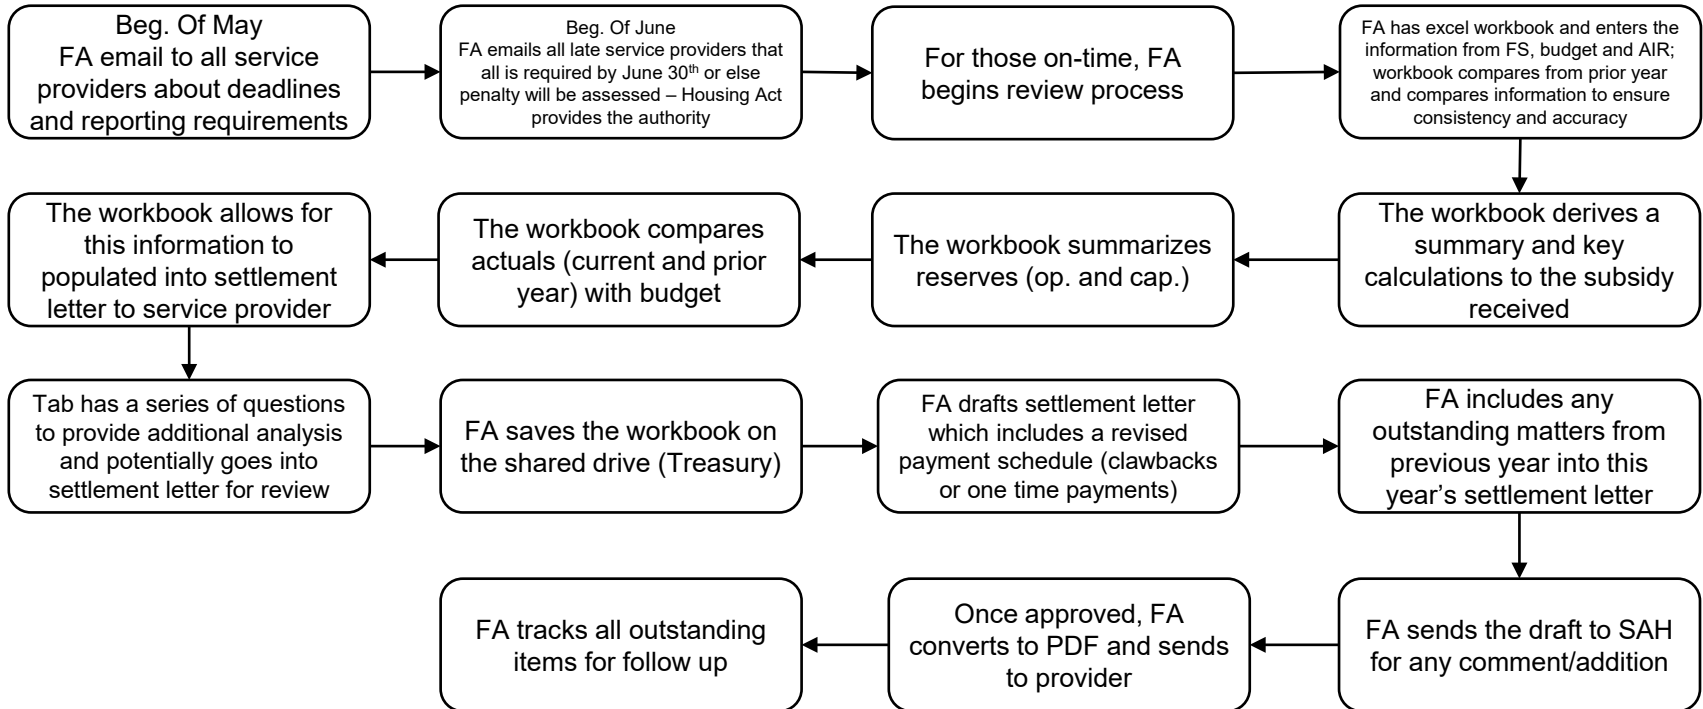 Beg. Of May
FA email to all service
providers about deadlines
and reporting requirements
Beg. Of June
FA emails all late service providers that
all is required by June 30th or else
penalty will be assessed – Housing Act
provides the authority
For those on-time, FA
begins review process
FA has excel workbook and enters the
information from FS, budget and AIR;
workbook compares from prior year
and compares information to ensure
consistency and accuracy
The workbook derives a
summary and key
calculations to the subsidy
received
The workbook summarizes
reserves (op. and cap.)
The workbook compares
actuals (current and prior
year) with budget
The workbook allows for
this information to
populated into settlement
letter to service provider
Tab has a series of questions
to provide additional analysis
and potentially goes into
settlement letter for review
FA saves the workbook on
the shared drive (Treasury)
FA drafts settlement letter
which includes a revised
payment schedule (clawbacks
or one time payments)
FA includes any
outstanding matters from
previous year into this
year's settlement letter
FA sends the draft to SAH
for any comment/addition
Once approved, FA
converts to PDF and sends
to provider
FA tracks all outstanding
items for follow up